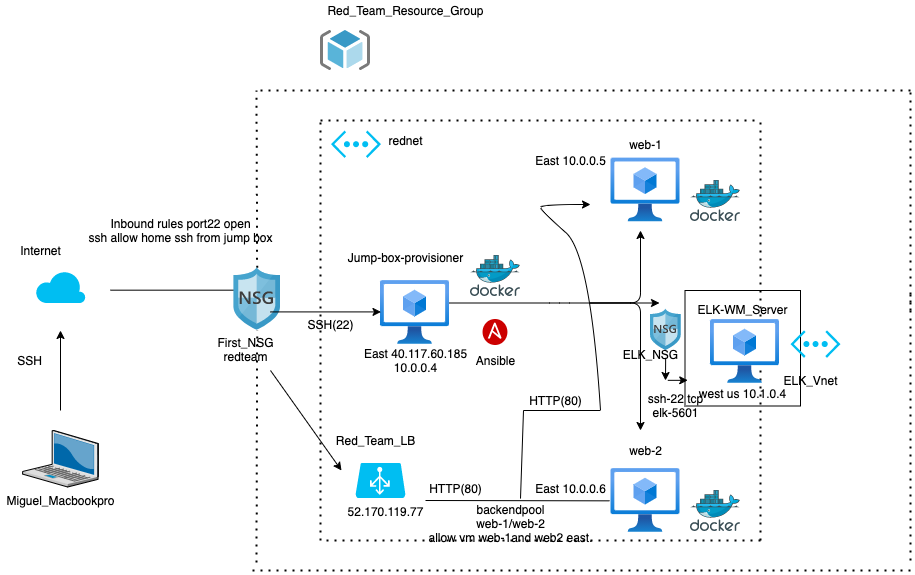 Red_Team_Resource_Group
rednet
web-1
East 10.0.0.5
docker
Inbound rules port22 open
ssh allow home ssh from jump box
Internet
Jump-box-provisioner
docker
NSG
SSH(22)
First_NSG
redteam
East 40.117.60.185
10.0.0.4
Ansible
NSG
ELK_NSG
ELK-WM_Server
ELK_Vnet
west us 10.1.0.4
ssh-22 tcp
elk-5601
SSH
HTTP(80)
Red_Team_LB
web-2
Miguel_Macbookpro
HTTP(80)
East 10.0.0.6
52.170.119.77
backendpool
web-1/web-2
allow vm web-1and web2 east.
docker